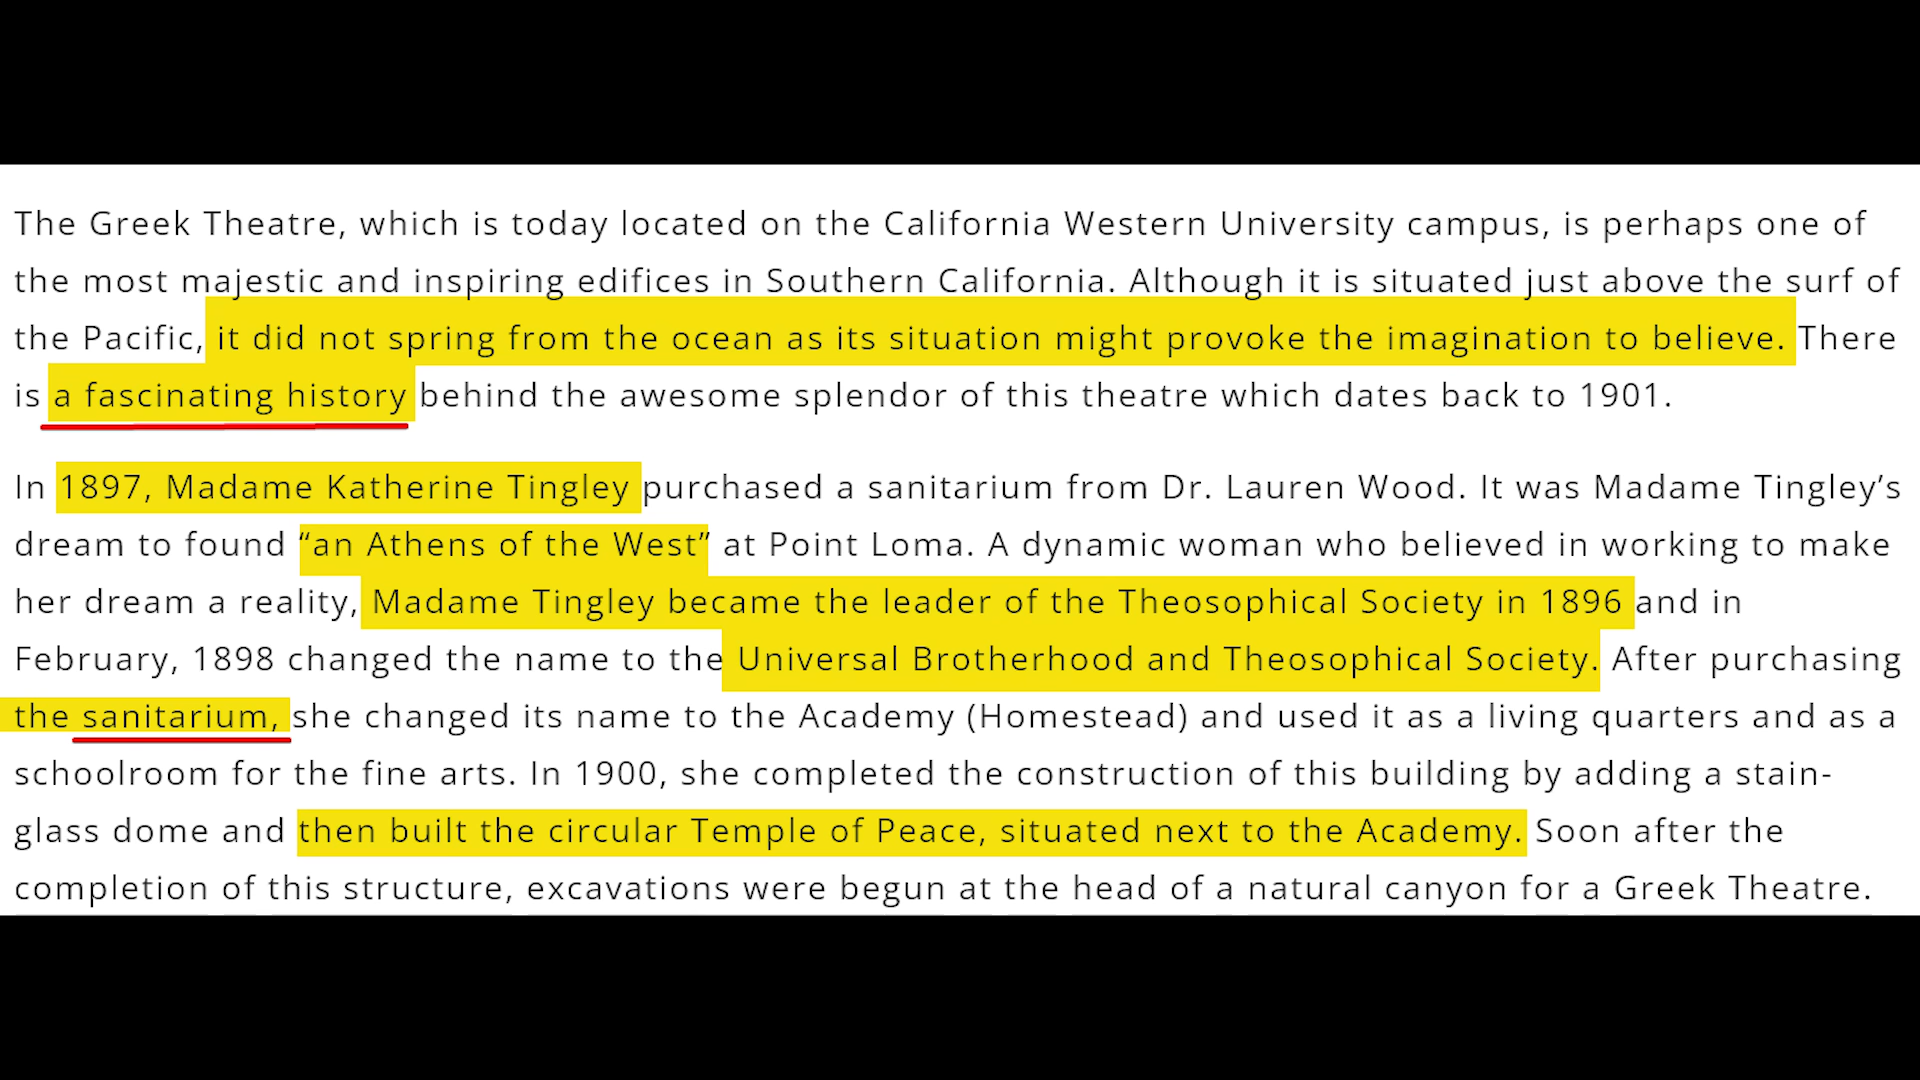 The Greek Theatre, which is today located on the California Western University campus, is perhaps one of
the most majestic and inspiring edifices in Southern California. Although it is situated just above the surf of
the Pacific, it did not spring from the ocean as its situation might provoke the imagination to believe. There
is a fascinating history behind the awesome splendor of this theatre which dates back to 1901.
In 1897, Madame Katherine Tingley purchased a sanitarium from Dr. Lauren Wood. It was Madame Tingley’s
dream to found “an Athens of the West” at Point Loma. A dynamic woman who believed in working to make
her dream a reality, Madame Tingley became the leader of the Theosophical Society in 1896 and in
February, 1898 changed the name to the Universal Brotherhood and Theosophical Society. After purchasing
the sanitarium, she changed its name to the Academy (Homestead) and used it as a living quarters and as a
schoolroom for the fine arts. In 1900, she completed the construction of this building by adding a stain-
glass dome and then built the circular Temple of Peace, situated next to the Academy. Soon after the
completion of this structure, excavations were begun at the head of a natural canyon for a Greek Theatre.